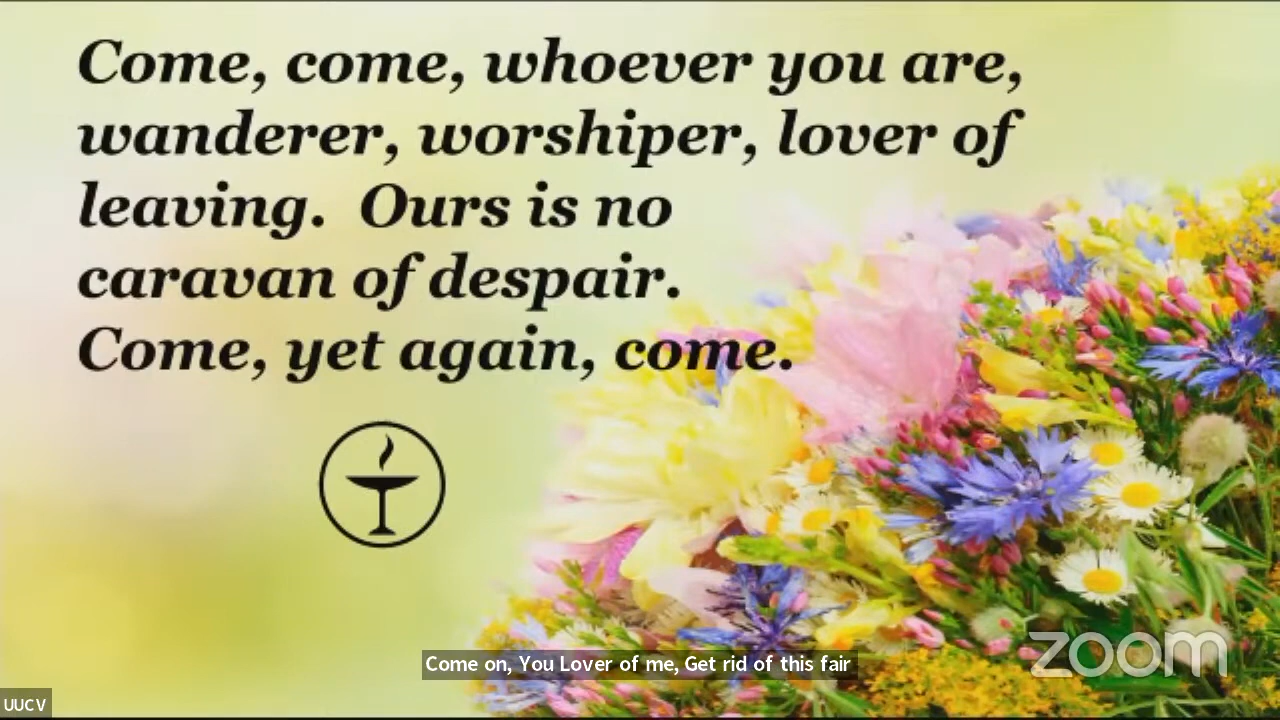 Come, come, whoever you are,
wanderer, worshiper, lover of
leaving. Ours is no
caravan of despair.
Come, yet again, come.
Come on, You Lover of me, Get rid of this fair
zoom
UUCV